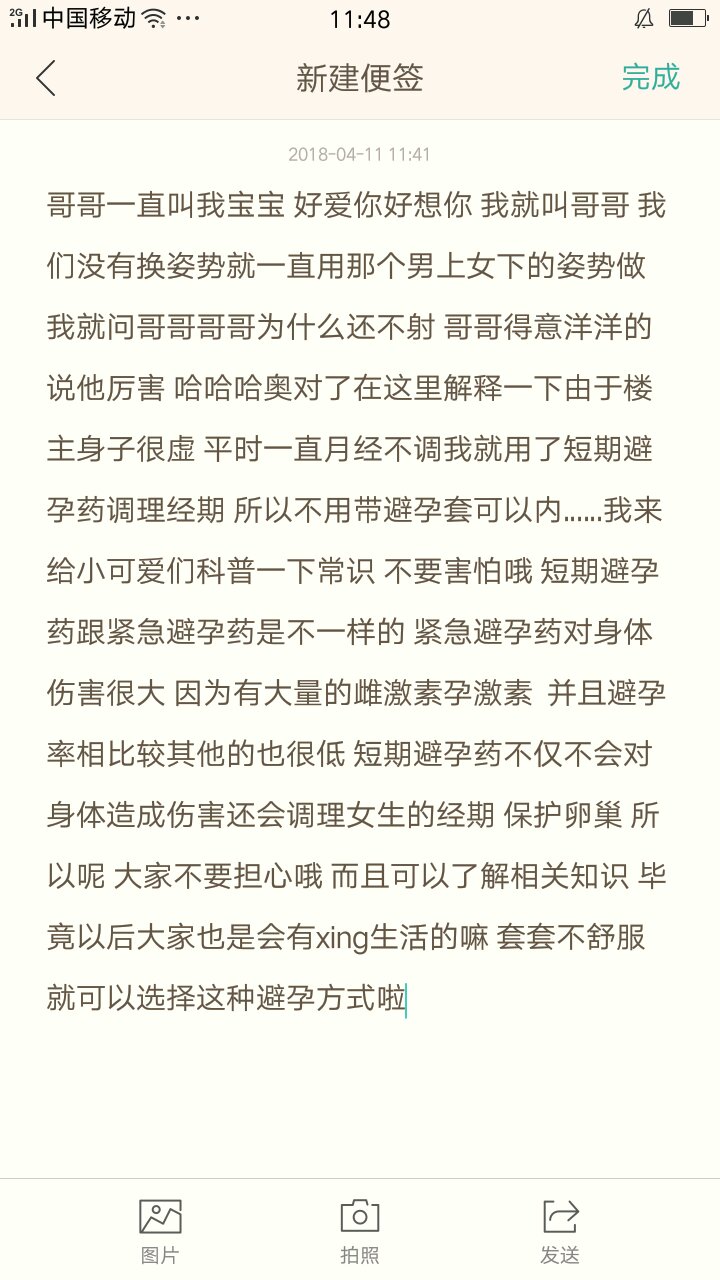 2G 中国移动 ... 11:48
新建便签 完成
2018-04-11 11:41
哥哥一直叫我宝宝 好爱你好想你 我就叫哥哥 我
们没有换姿势就一直用那个男上女下的姿势做
我就问哥哥哥哥为什么还不射 哥哥得意洋洋的
说他厉害 哈哈哈奥对了在这里解释一下由于楼
主身子很虚 平时一直月经不调我就用了短期避
孕药调理经期 所以不用带避孕套可以内......我来
给小可爱们科普一下常识 不要害怕哦 短期避孕
药跟紧急避孕药是不一样的 紧急避孕药对身体
伤害很大 因为有大量的雌激素孕激素  并且避孕
率相比较其他的也很低 短期避孕药不仅不会对
身体造成伤害还会调理女生的经期 保护卵巢 所
以呢 大家不要担心哦 而且可以了解相关知识 毕
竟以后大家也是会有xing生活的嘛 套套不舒服
就可以选择这种避孕方式啦
图片 拍照 发送